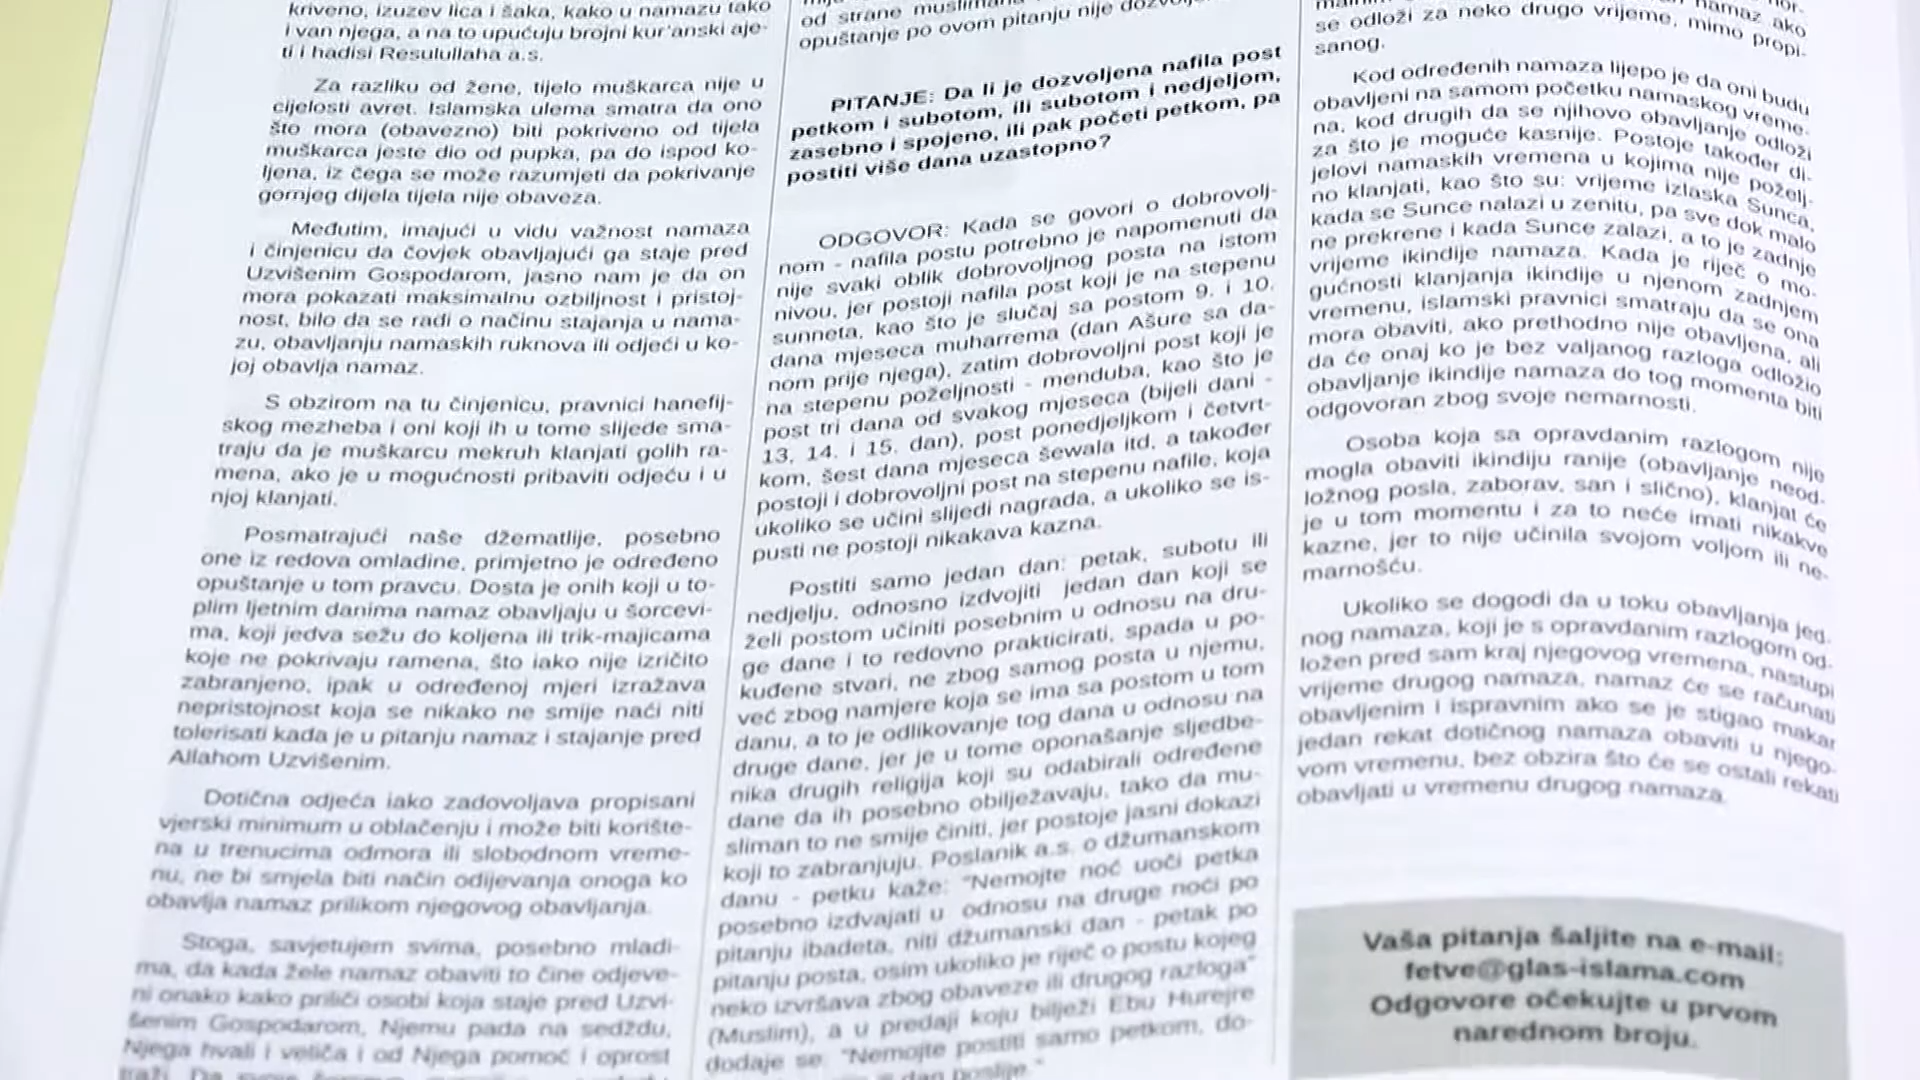 kriveno, izuzev lica i šaka, kako u namazu tako
i van njega, a na to upućuju brojni kur'anski aje-
ti i hadisi Resulullaha a.s.
Za razliku od žene, tijelo muškarca nije u
cijelosti avret. Islamska ulema smatra da ono
što mora (obavezno) biti pokriveno od tijela
muškarca jeste dio od pupka, pa do ispod ko-
ljena, iz čega se može razumjeti da pokrivanje
gornjeg dijela tijela nije obaveza.
Međutim, imajući u vidu važnost namaza
i činjenicu da čovjek obavljajući ga staje pred
Uzvišenim Gospodarom, jasno nam je da on
mora pokazati maksimalnu ozbiljnost i pristoj-
nost, bilo da se radi o načinu stajanja u nama-
zu, obavljanju namaskih ruknova ili odjeći u ko-
joj obavlja namaz.
S obzirom na tu činjenicu, pravnici hanefij-
skog mezheba i oni koji ih u tome slijede sma-
traju da je muškarcu mekruh klanjati golih ra-
mena, ako je u mogućnosti pribaviti odjeću i u
njoj klanjati.
Posmatrajući naše džematlije, posebno
one iz redova omladine, primjetno je određeno
opuštanje u tom pravcu. Dosta je onih koji u to-
plim ljetnim danima namaz obavljaju u šorcevi-
ma, koji jedva sežu do koljena ili trik-majicama
koje ne pokrivaju ramena, što iako nije izričito
zabranjeno, ipak u određenoj mjeri izražava
nepristojnost koja se nikako ne smije naći niti
tolerisati kada je u pitanju namaz i stajanje pred
Allahom Uzvišenim.
Dotična odjeća iako zadovoljava propisani
vjerski minimum u oblačenju i može biti korište-
na u trenucima odmora ili slobodnom vreme-
nu, ne bi smjela biti način odijevanja onoga ko
obavlja namaz prilikom njegovog obavljanja.
Stoga, savjetujem svima, posebno mladi-
ma, da kada žele namaz obaviti to čine odjeve-
ni onako kako priliči osobi koja staje pred Uzvi-
šenim Gospodarom, Njemu pada na sedždu,
Njega hvali i veliča i od Njega pomoć i oprost
od strane muslimana
opuštanje po ovom pitanju nije
PITANJE: Da li je dozvoljena nafila post
petkom i subotom, ili subotom i nedjeljom,
zasebno i spojeno, ili pak početi petkom, pa
postiti više dana uzastopno?
ODGOVOR: Kada se govori o dobrovolj-
nom - nafila postu potrebno je napomenuti da
nije svaki oblik dobrovoljnog posta na istom
nivou, jer postoji nafila post koji je na stepenu
sunneta, kao što je slučaj sa postom 9. i 10.
dana mjeseca muharrema (dan Ašure sa da-
nom prije njega), zatim dobrovoljni post koji je
na stepenu poželjnosti - menduba, kao što je
post tri dana od svakog mjeseca (bijeli dani -
13, 14. i 15. dan), post ponedjeljkom i četvrt-
kom, šest dana mjeseca ševala itd, a također
postoji i dobrovoljni post na stepenu nafile, koja
ukoliko se učini slijedi nagrada, a ukoliko se is-
pusti ne postoji nikakava kazna.
Postiti samo jedan dan: petak, subotu ili
nedjelju, odnosno izdvojiti jedan dan koji se
želi postom učiniti posebnim u odnosu na dru-
ge dane i to redovno prakticirati, spada u po-
kuđene stvari, ne zbog samog posta u njemu,
već zbog namjere koja se ima sa postom u tom
danu, a to je odlikovanje tog dana u odnosu na
druge dane, jer je u tome oponašanje sljedbe-
nika drugih religija koji su odabirali određene
dane da ih posebno obilježavaju, tako da mu-
sliman to ne smije činiti, jer postoje jasni dokazi
koji to zabranjuju. Poslanik a.s. o džumanskom
danu - petku kaže: "Nemojte noć uoči petka
posebno izdvajati u odnosu na druge noći po
pitanju ibadeta, niti džumanski dan - petak po
pitanju posta, osim ukoliko je riječ o postu kojeg
neko izvršava zbog obaveze ili drugog razloga"
(Muslim), a u predaji koju bilježi Ebu Hurejre
dodaje se: "Nemojte postiti samo petkom, do-
dan poslije."
namaz ako
se odloži za neko drugo vrijeme, mimo propi-
sanog.
Kod određenih namaza lijepo je da oni budu
obavljeni na samom početku namaskog vreme-
na, kod drugih da se njihovo obavljanje odloži
za što je moguće kasnije. Postoje također di-
jelovi namaskih vremena u kojima nije poželj-
no klanjati, kao što su: vrijeme izlaska Sunca,
kada se Sunce nalazi u zenitu, pa sve dok malo
ne prekrene i kada Sunce zalazi, a to je zadnje
vrijeme ikindije namaza. Kada je riječ o mo-
gućnosti klanjanja ikindije u njenom zadnjem
vremenu, islamski pravnici smatraju da se ona
mora obaviti, ako prethodno nije obavljena, ali
da će onaj ko je bez valjanog razloga odložio
obavljanje ikindije namaza do tog momenta biti
odgovoran zbog svoje nemarnosti.
Osoba koja sa opravdanim razlogom nije
mogla obaviti ikindiju ranije (obavljanje neod-
ložnog posla, zaborav, san i slično), klanjat će
je u tom momentu i za to neće imati nikakve
kazne, jer to nije učinila svojom voljom ili ne-
marnošću.
Ukoliko se dogodi da u toku obavljanja jed-
nog namaza, koji je s opravdanim razlogom od-
ložen pred sam kraj njegovog vremena, nastupi
vrijeme drugog namaza, namaz će se računati
obavljenim i ispravnim ako se je stigao makar
jedan rekat dotičnog namaza obaviti u njego-
vom vremenu, bez obzira što će se ostali rekati
obavljati u vremenu drugog namaza.
Vaša pitanja šaljite na e-mail:
fetve@glas-islama.com
Odgovore očekujte u prvom
narednom broju.